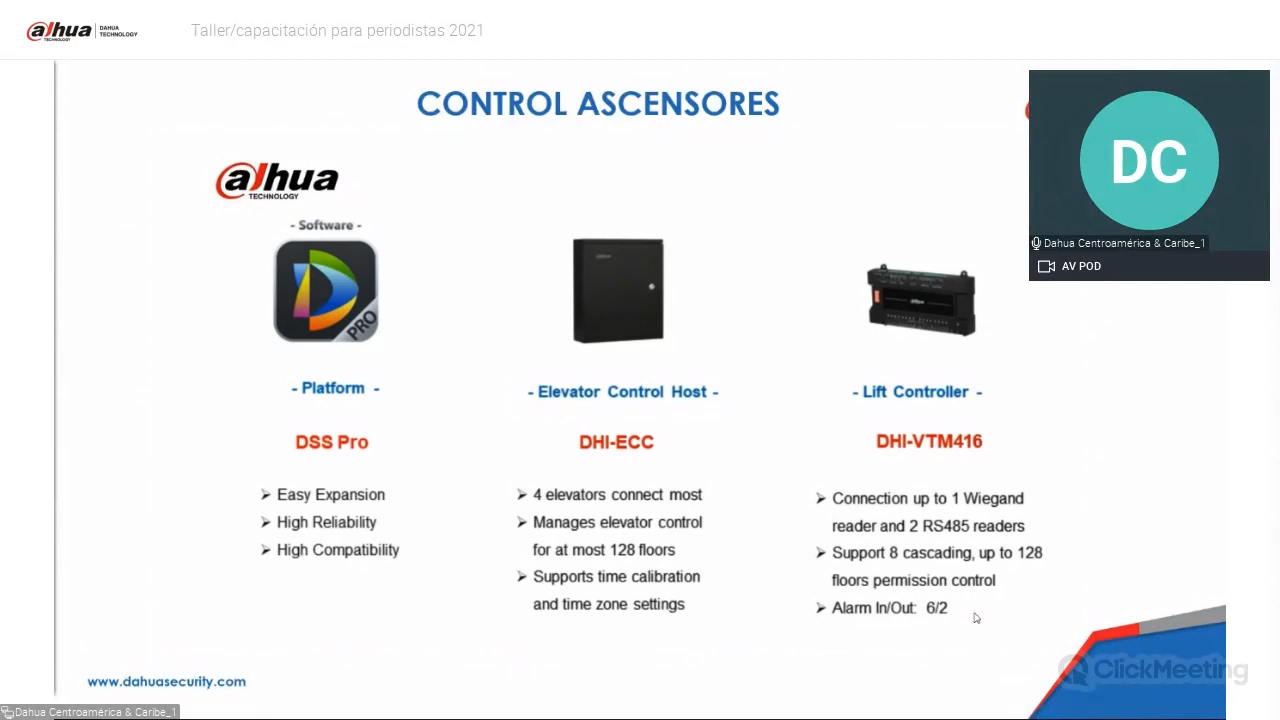 alhua
TECHNOLOGY
DAHUA
TECHNOLOGY
Taller/capacitación para periodistas 2021
CONTROL ASCENSORES
DC
Dahua Centroamérica & Caribe_1
AV POD
alhua
TECHNOLOGY
- Software -
PRO
- Platform -
DSS Pro
➢ Easy Expansion
➢ High Reliability
➢ High Compatibility
- Elevator Control Host -
DHI-ECC
➢ 4 elevators connect most
➢ Manages elevator control
for at most 128 floors
➢ Supports time calibration
and time zone settings
- Lift Controller -
DHI-VTM416
➢ Connection up to 1 Wiegand
reader and 2 RS485 readers
➢ Support 8 cascading, up to 128
floors permission control
➢ Alarm In/Out: 6/2
www.dahuasecurity.com
ClickMeeting
Dahua Centroamérica & Caribe_1